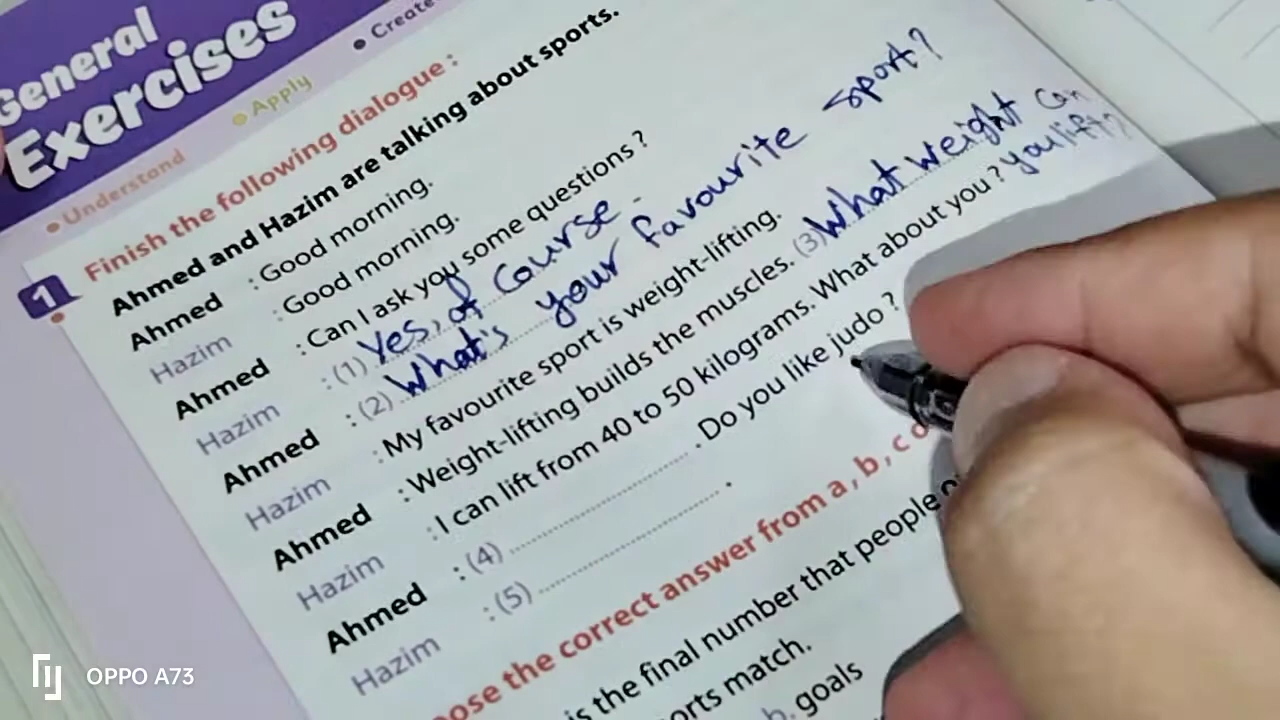 General
Exercises
• Understand • Apply • Create
1 Finish the following dialogue :
Ahmed and Hazim are talking about sports.
Ahmed : Good morning.
Hazim : Good morning.
Ahmed : Can I ask you some questions ?
Hazim : (1) Yes, of Course.
Ahmed : (2) What's your favourite sport?
Hazim : My favourite sport is weight-lifting.
Ahmed : Weight-lifting builds the muscles. (3) What weight Can
you lift?
Hazim : I can lift from 40 to 50 kilograms. What about you ?
Ahmed : (4) ........................ . Do you like judo ?
Hazim : (5) ........................ .
the correct answer from a , b , c
is the final number that people
match.
b. goals
OPPO A73